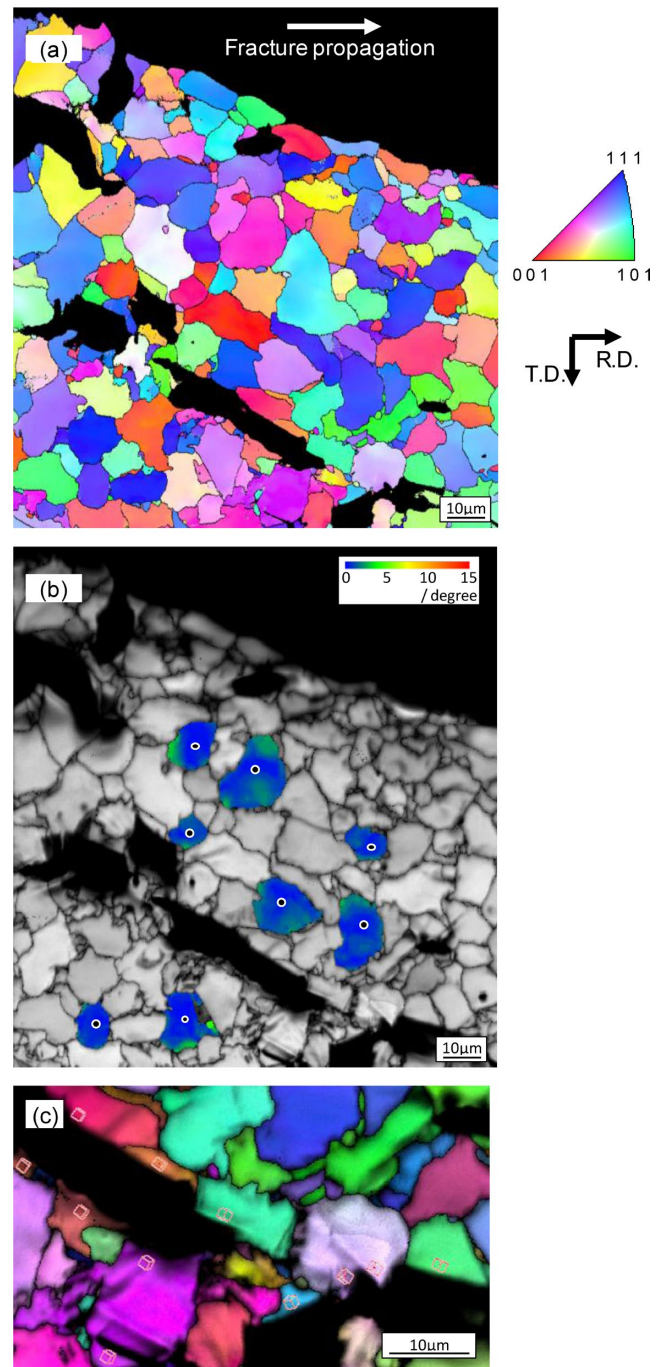 (a)
Fracture propagation
1 1 1
0 0 1
1 0 1
T.D.
R.D.
10μm
(b)
0 5 10 15
/ degree
10μm
(c)
10μm